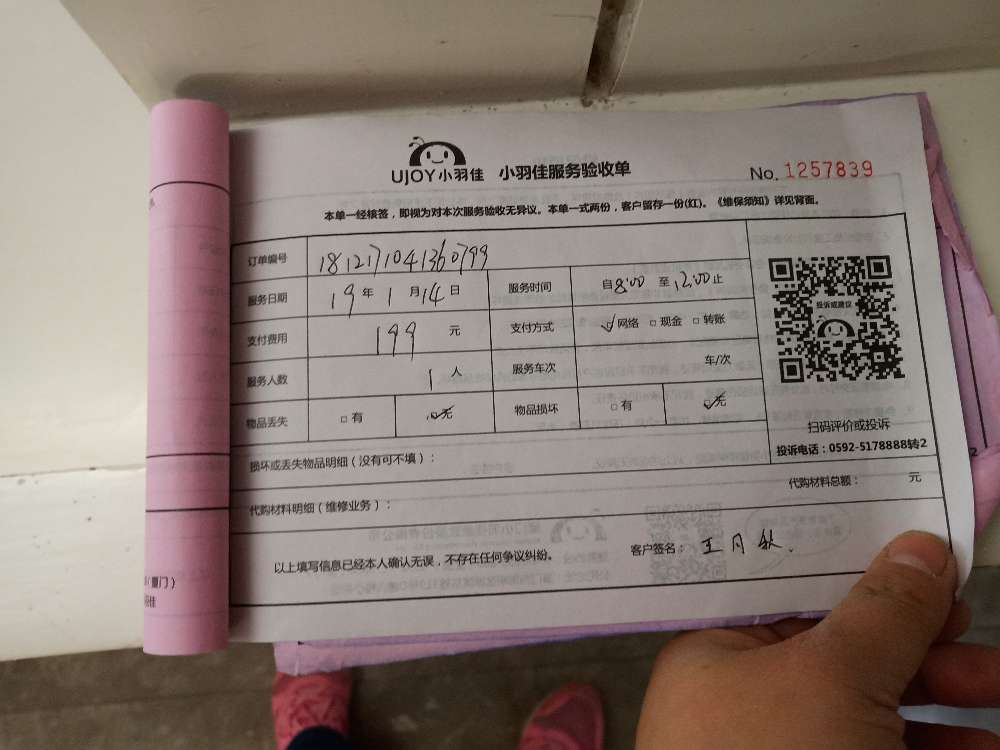 UJOY小羽佳 小羽佳服务验收单 No. 1257839
本单一经核签，即视为对本次服务验收无异议。本单一式两份，客户留存一份(红)。《维保须知》详见背面。
订单编号 18121710413360799
服务日期 19年1月14日 服务时间 自8:00 至12:00止
支付费用 199 元 支付方式 ☑网络 □现金 □转账
服务人数 1 人 服务车次 车/次
物品丢失 □有 ☑无 物品损坏 □有 ☑无
投诉或建议
扫码评价或投诉
投诉电话：0592-5178888转2
损坏或丢失物品明细（没有可不填）：
代购材料明细（维修业务）： 代购材料总额： 元
以上填写信息已经本人确认无误，不存在任何争议纠纷。 客户签名：王月秋.